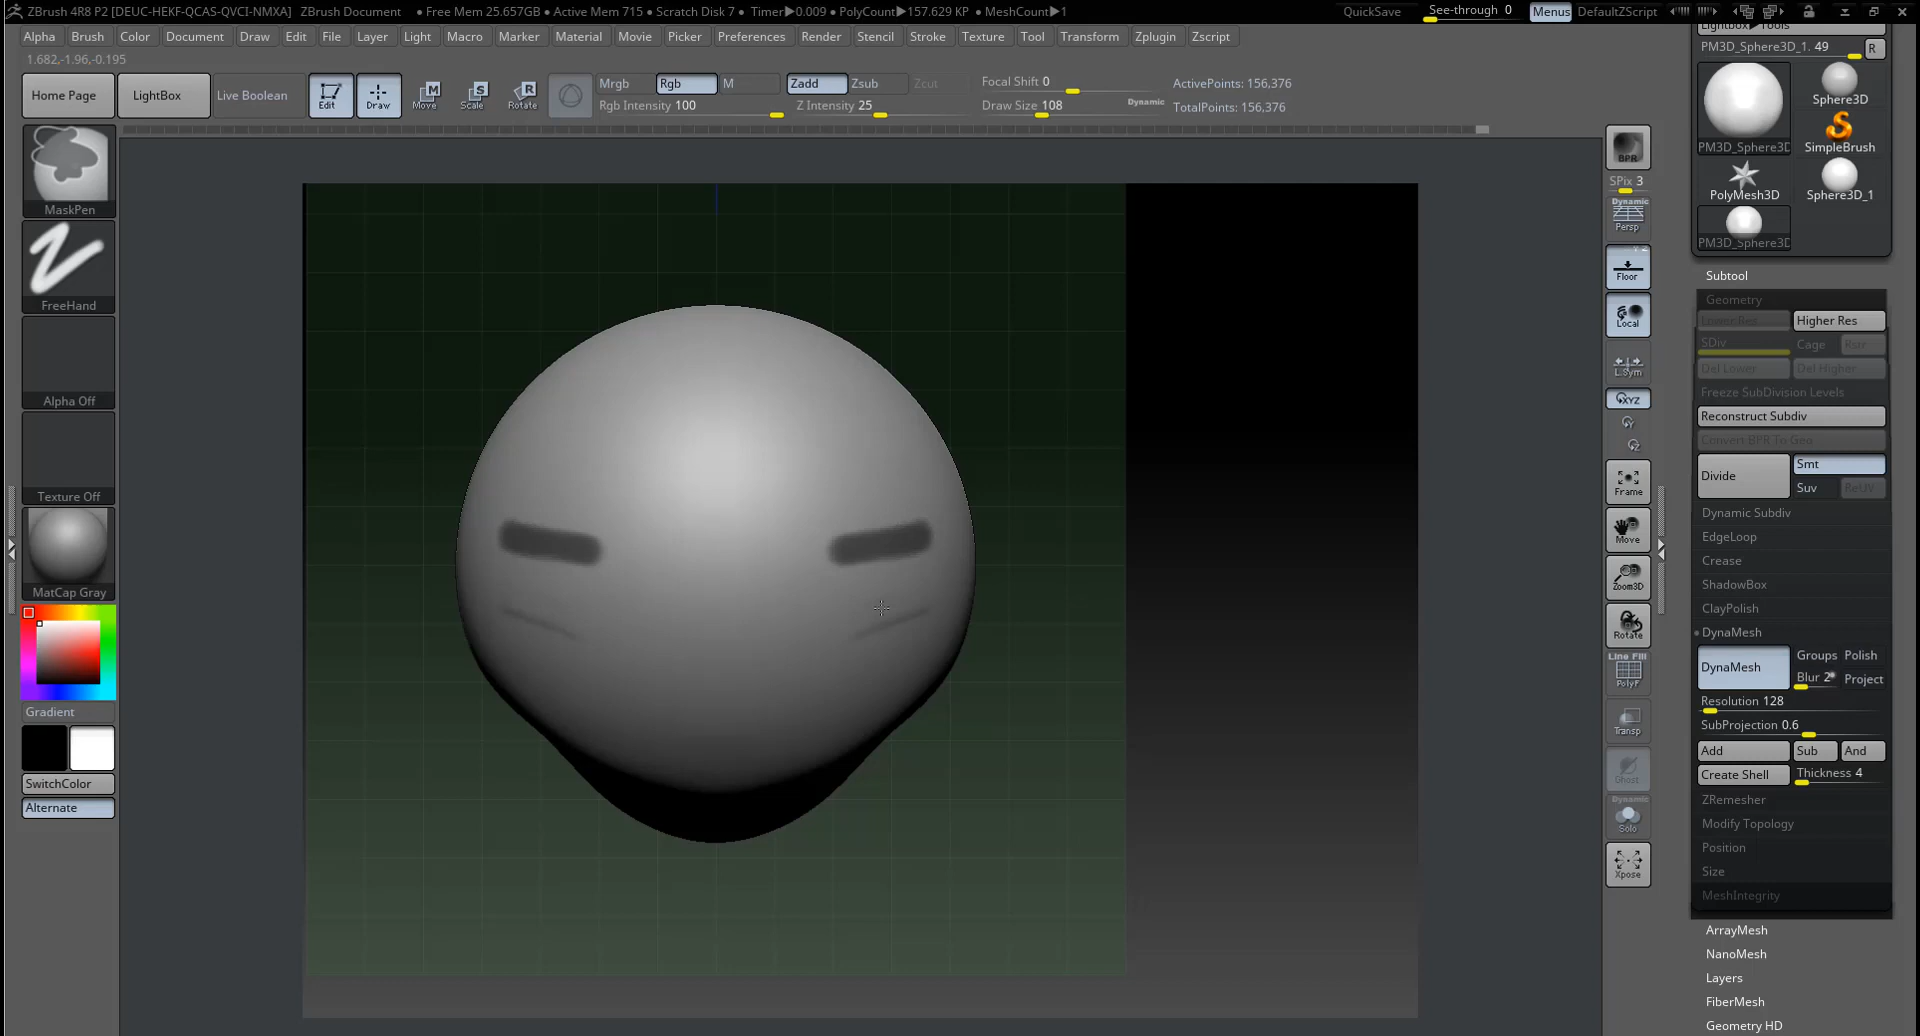 ZBrush 4R8 P2 [DEUC-HEKF-QCAS-QVCI-NMXA] ZBrush Document • Free Mem 25.657GB • Active Mem 715 • Scratch Disk 7 • Timer▶0.009 • PolyCount▶157.629 KP • MeshCount▶1 QuickSave See-through 0 Menus DefaultZScript
Alpha Brush Color Document Draw Edit File Layer Light Macro Marker Material Movie Picker Preferences Render Stencil Stroke Texture Tool Transform Zplugin Zscript
1.682,-1.96,-0.195
Home Page LightBox Live Boolean Edit Draw Move Scale Rotate
Mrgb Rgb M Zadd Zsub Zcut Focal Shift 0 ActivePoints: 156,376
Rgb Intensity 100 Z Intensity 25 Draw Size 108 Dynamic TotalPoints: 156,376
MaskPen
FreeHand
Alpha Off
Texture Off
MatCap Gray
Gradient
SwitchColor
Alternate
BPR
SPix 3
Dynamic
Persp
Floor
Local
L.Sym
XYZ
Frame
Move
Zoom3D
Rotate
Line Fill
PolyF
Transp
Ghost
Dynamic
Solo
Xpose
Lightbox▶Tools
PM3D_Sphere3D_1. 49 R
Sphere3D
PM3D_Sphere3D SimpleBrush
PolyMesh3D Sphere3D_1
PM3D_Sphere3D
Subtool
Geometry
Lower Res Higher Res
SDiv Cage Rstr
Del Lower Del Higher
Freeze SubDivision Levels
Reconstruct Subdiv
Convert BPR To Geo
Divide Smt
Suv ReUV
Dynamic Subdiv
EdgeLoop
Crease
ShadowBox
ClayPolish
DynaMesh
DynaMesh Groups Polish
Blur 2 Project
Resolution 128
SubProjection 0.6
Add Sub And
Create Shell Thickness 4
ZRemesher
Modify Topology
Position
Size
MeshIntegrity
ArrayMesh
NanoMesh
Layers
FiberMesh
Geometry HD